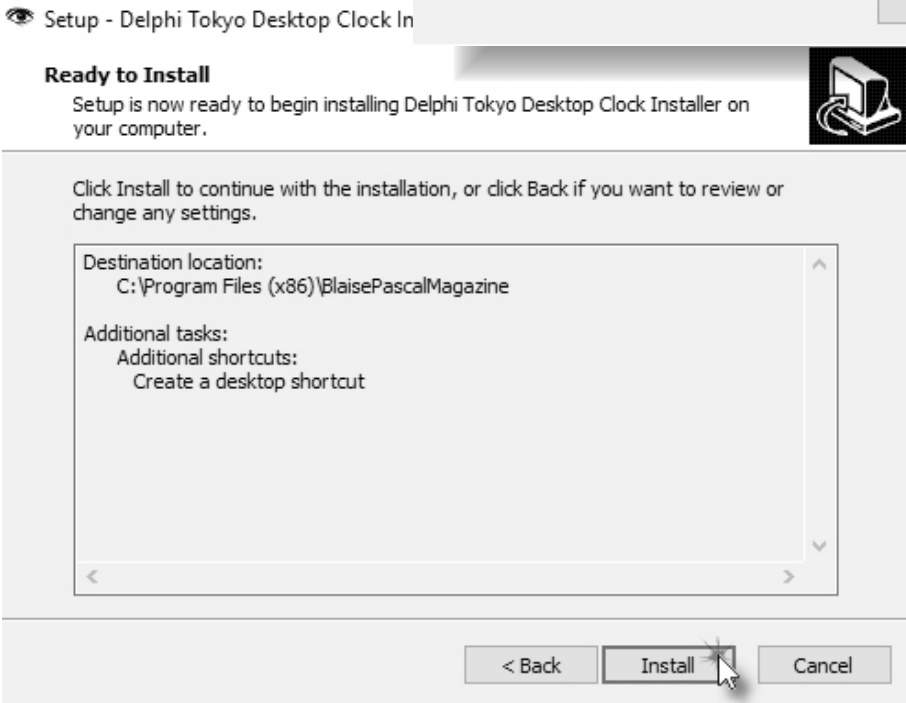 Setup - Delphi Tokyo Desktop Clock In
Ready to Install
Setup is now ready to begin installing Delphi Tokyo Desktop Clock Installer on
your computer.
Click Install to continue with the installation, or click Back if you want to review or
change any settings.
Destination location:
C:\Program Files (x86)\BlaisePascalMagazine
Additional tasks:
Additional shortcuts:
Create a desktop shortcut
< Back
Install
Cancel